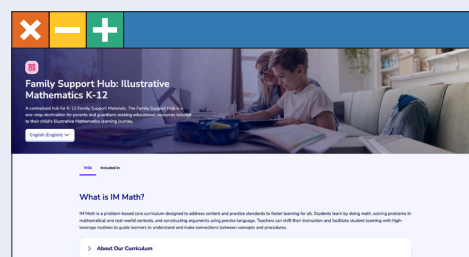 Family Support Hub: Illustrative
Mathematics K-12
A centralized hub for K-12 Family Support Materials. The Family Support Hub is a
one-stop destination for parents and guardians seeking educational resources tailored
to their child's Illustrative Mathematics learning journey.
English (English)
Wiki Included in
What is IM Math?
IM Math is a problem-based core curriculum designed to address content and practice standards to foster learning for all. Students learn by doing math, solving problems in
mathematical and real-world contexts, and constructing arguments using precise language. Teachers can shift their instruction and facilitate student learning with high-
leverage routines to guide learners to understand and make connections between concepts and procedures.
About Our Curriculum